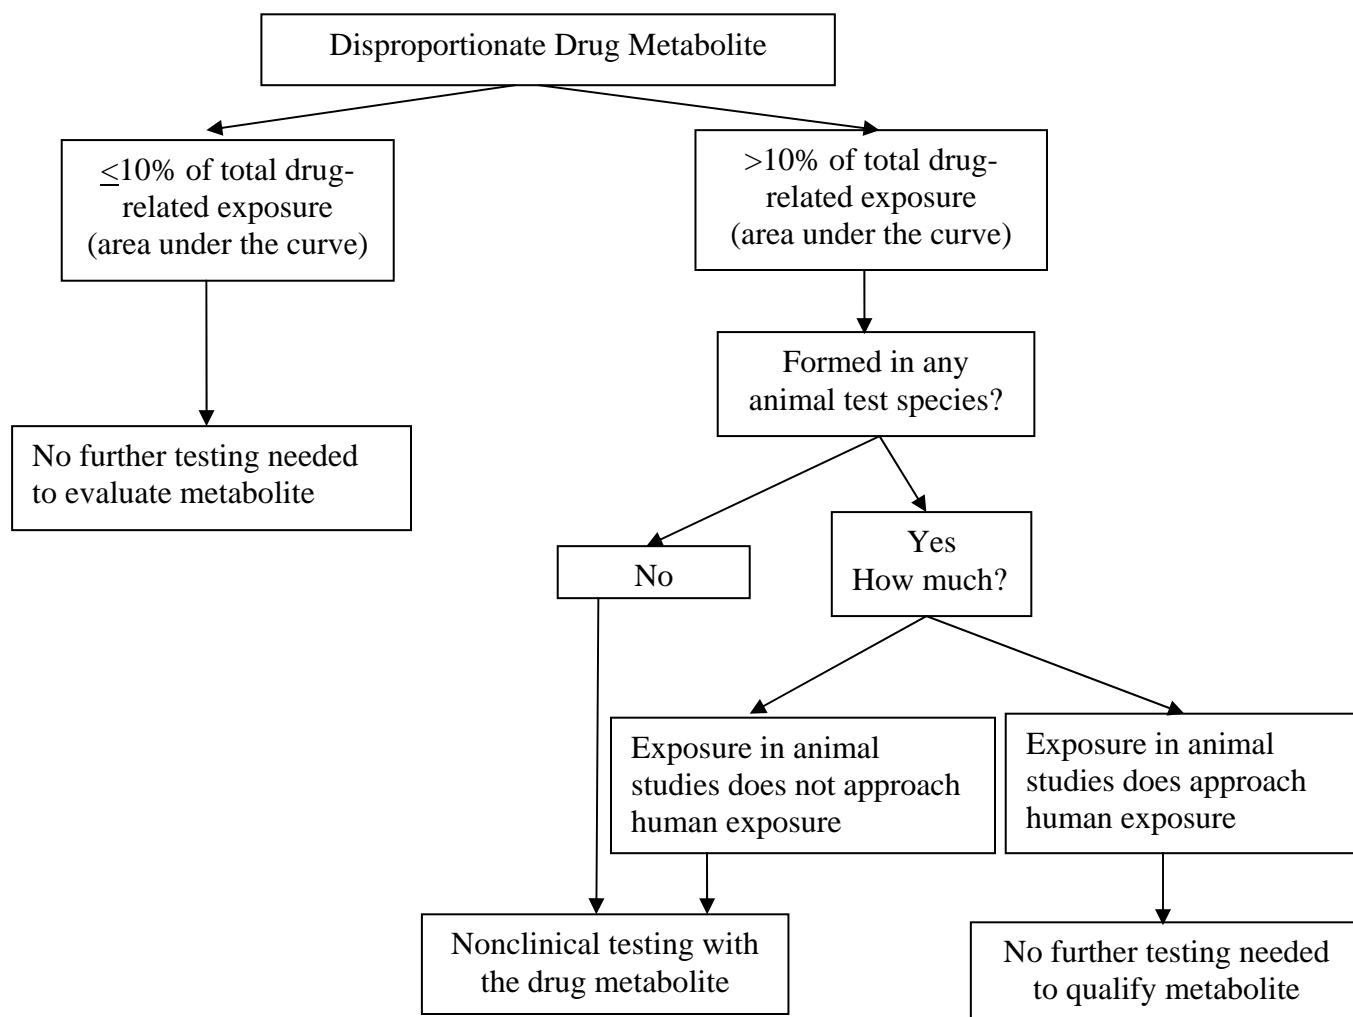 Disproportionate Drug Metabolite
≤10% of total drug-
related exposure
(area under the curve)
>10% of total drug-
related exposure
(area under the curve)
Formed in any
animal test species?
No further testing needed
to evaluate metabolite
No
Yes
How much?
Exposure in animal
studies does not approach
human exposure
Exposure in animal
studies does approach
human exposure
Nonclinical testing with
the drug metabolite
No further testing needed
to qualify metabolite